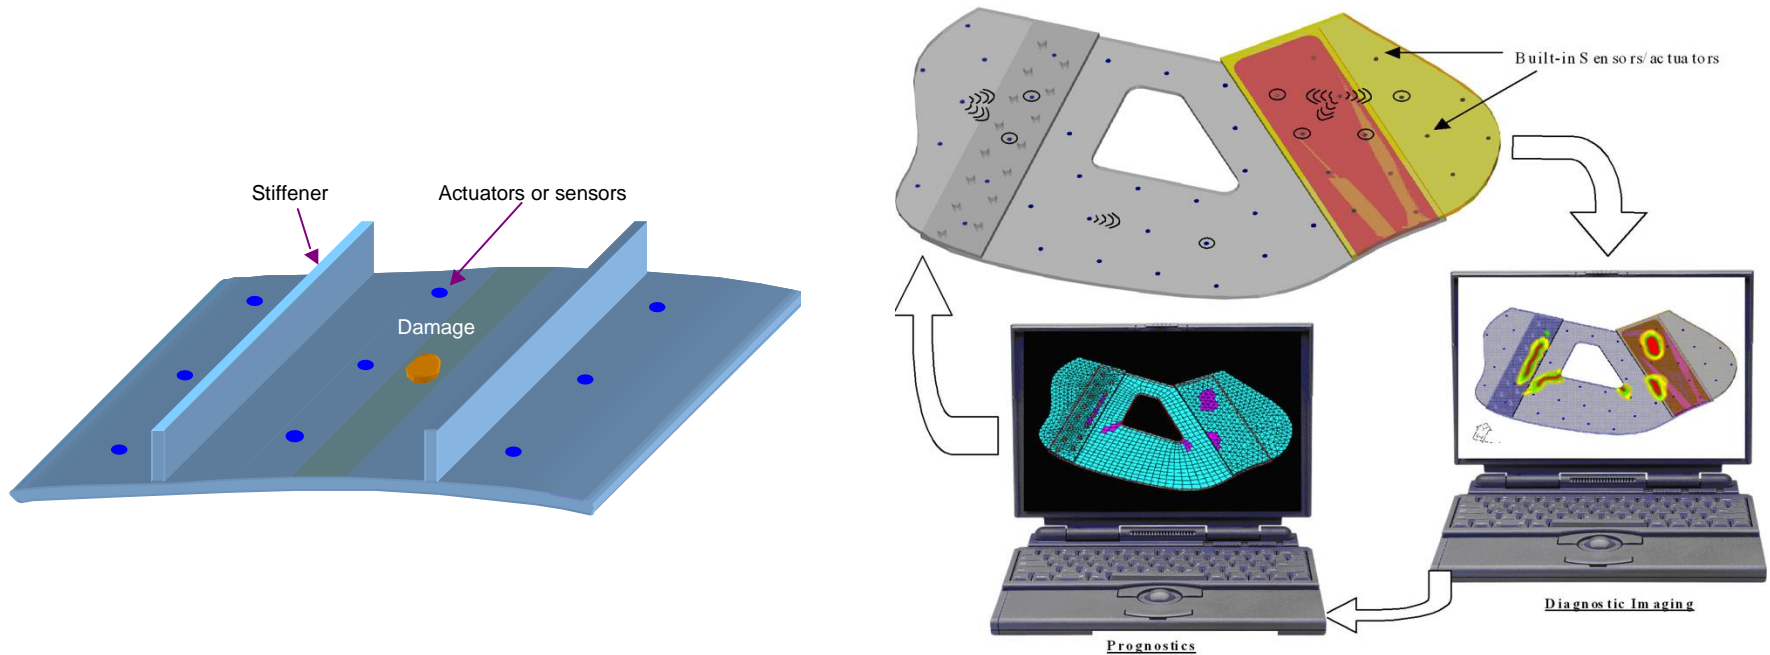 Stiffener
Actuators or sensors
Damage
Built-in Sensors/actuators
Diagnostic Imaging
Prognostics